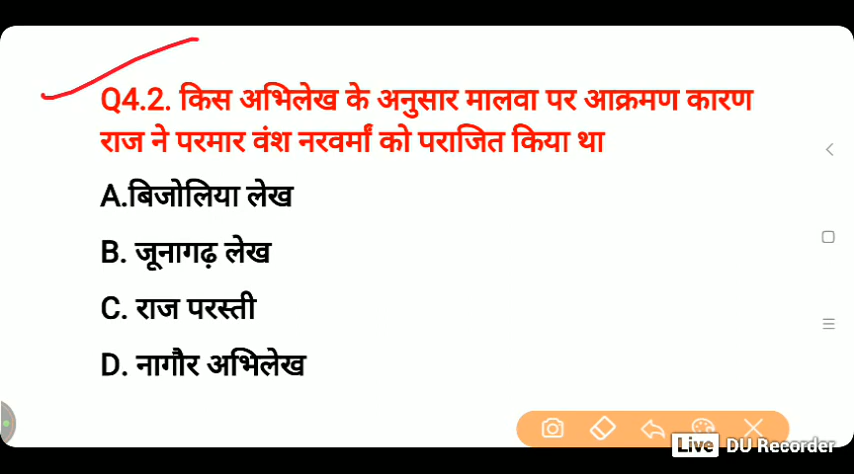 Q4.2. किस अभिलेख के अनुसार मालवा पर आक्रमण कारण
राज ने परमार वंश नरवर्मां को पराजित किया था
A.बिजोलिया लेख
B. जूनागढ़ लेख
C. राज परस्ती
D. नागौर अभिलेख
Live DU Recorder